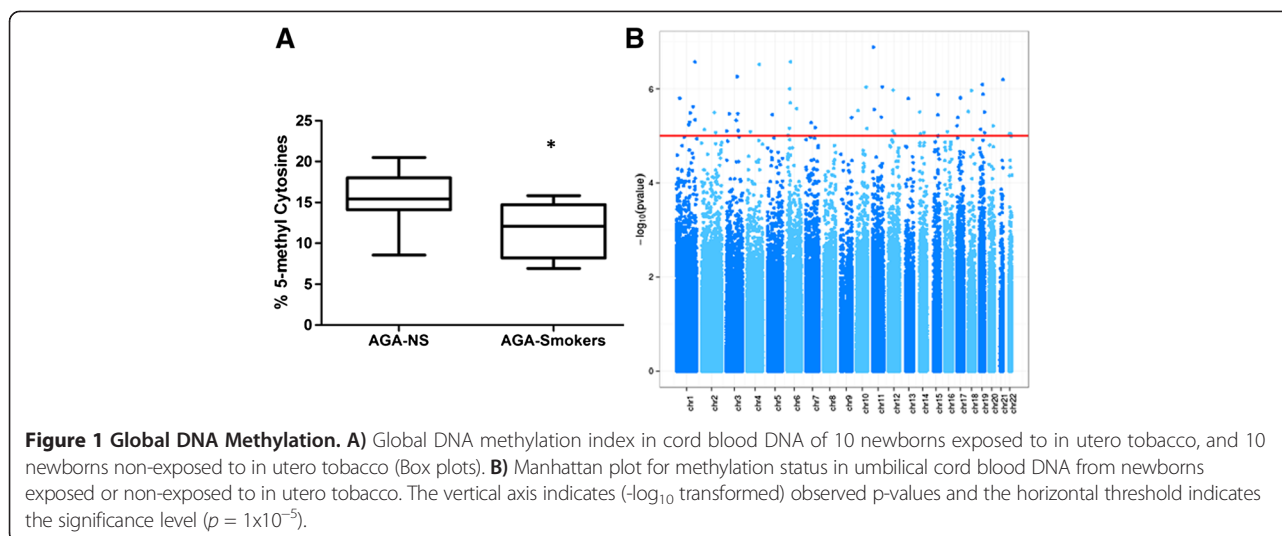 A
B
25
20
15
10
5
0
% 5-methyl Cytosines
*
AGA-NS
AGA-Smokers
6
4
2
0
−log10(pvalue)
chr1
chr2
chr3
chr4
chr5
chr6
chr7
chr8
chr9
chr10
chr11
chr12
chr13
chr14
chr15
chr16
chr17
chr18
chr19
chr20
chr21
chr22
Figure 1 Global DNA Methylation. A) Global DNA methylation index in cord blood DNA of 10 newborns exposed to in utero tobacco, and 10
newborns non-exposed to in utero tobacco (Box plots). B) Manhattan plot for methylation status in umbilical cord blood DNA from newborns
exposed or non-exposed to in utero tobacco. The vertical axis indicates (-log10 transformed) observed p-values and the horizontal threshold indicates
the significance level (p = 1x10−5).